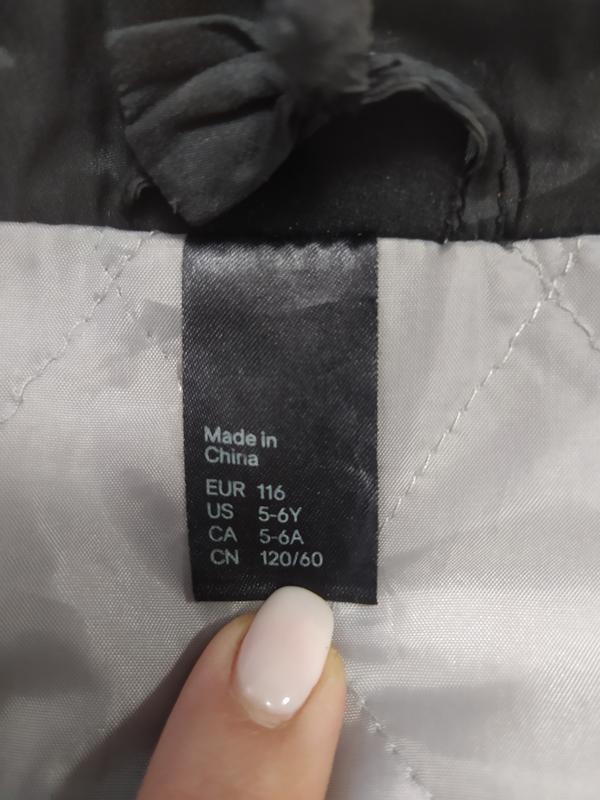 Made in
China
EUR 116
US 5-6Y
CA 5-6A
CN 120/60